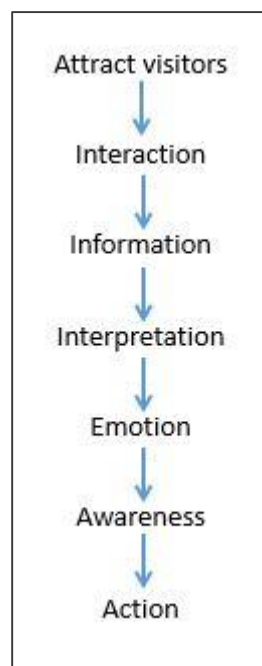 Attract visitors
Interaction
Information
Interpretation
Emotion
Awareness
Action